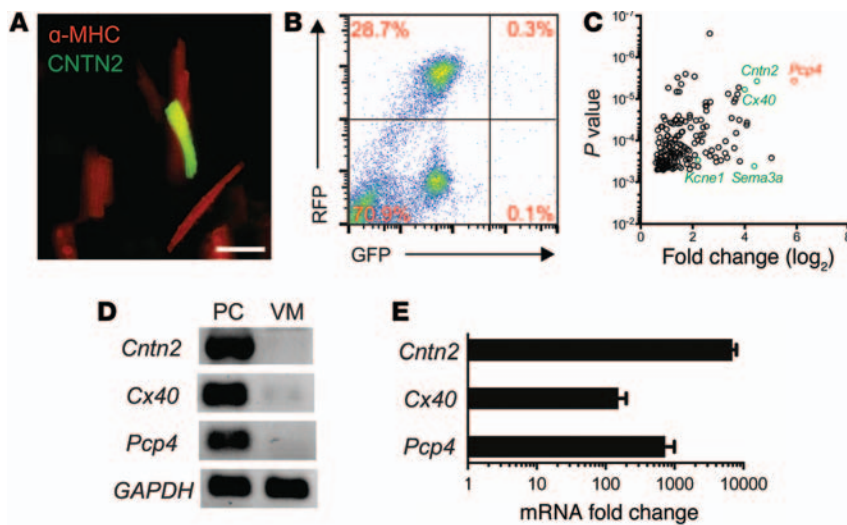 A
α-MHC
CNTN2
B
RFP
28.7%
0.3%
70.9%
0.1%
GFP
C
P value
10-7
10-6
10-5
10-4
10-3
10-2
Cntn2
Cx40
Pcp4
Kcne1
Sema3a
0
2
4
6
8
Fold change (log2)
D
PC VM
Cntn2
Cx40
Pcp4
GAPDH
E
Cntn2
Cx40
Pcp4
1 10 100 1000 10000
mRNA fold change